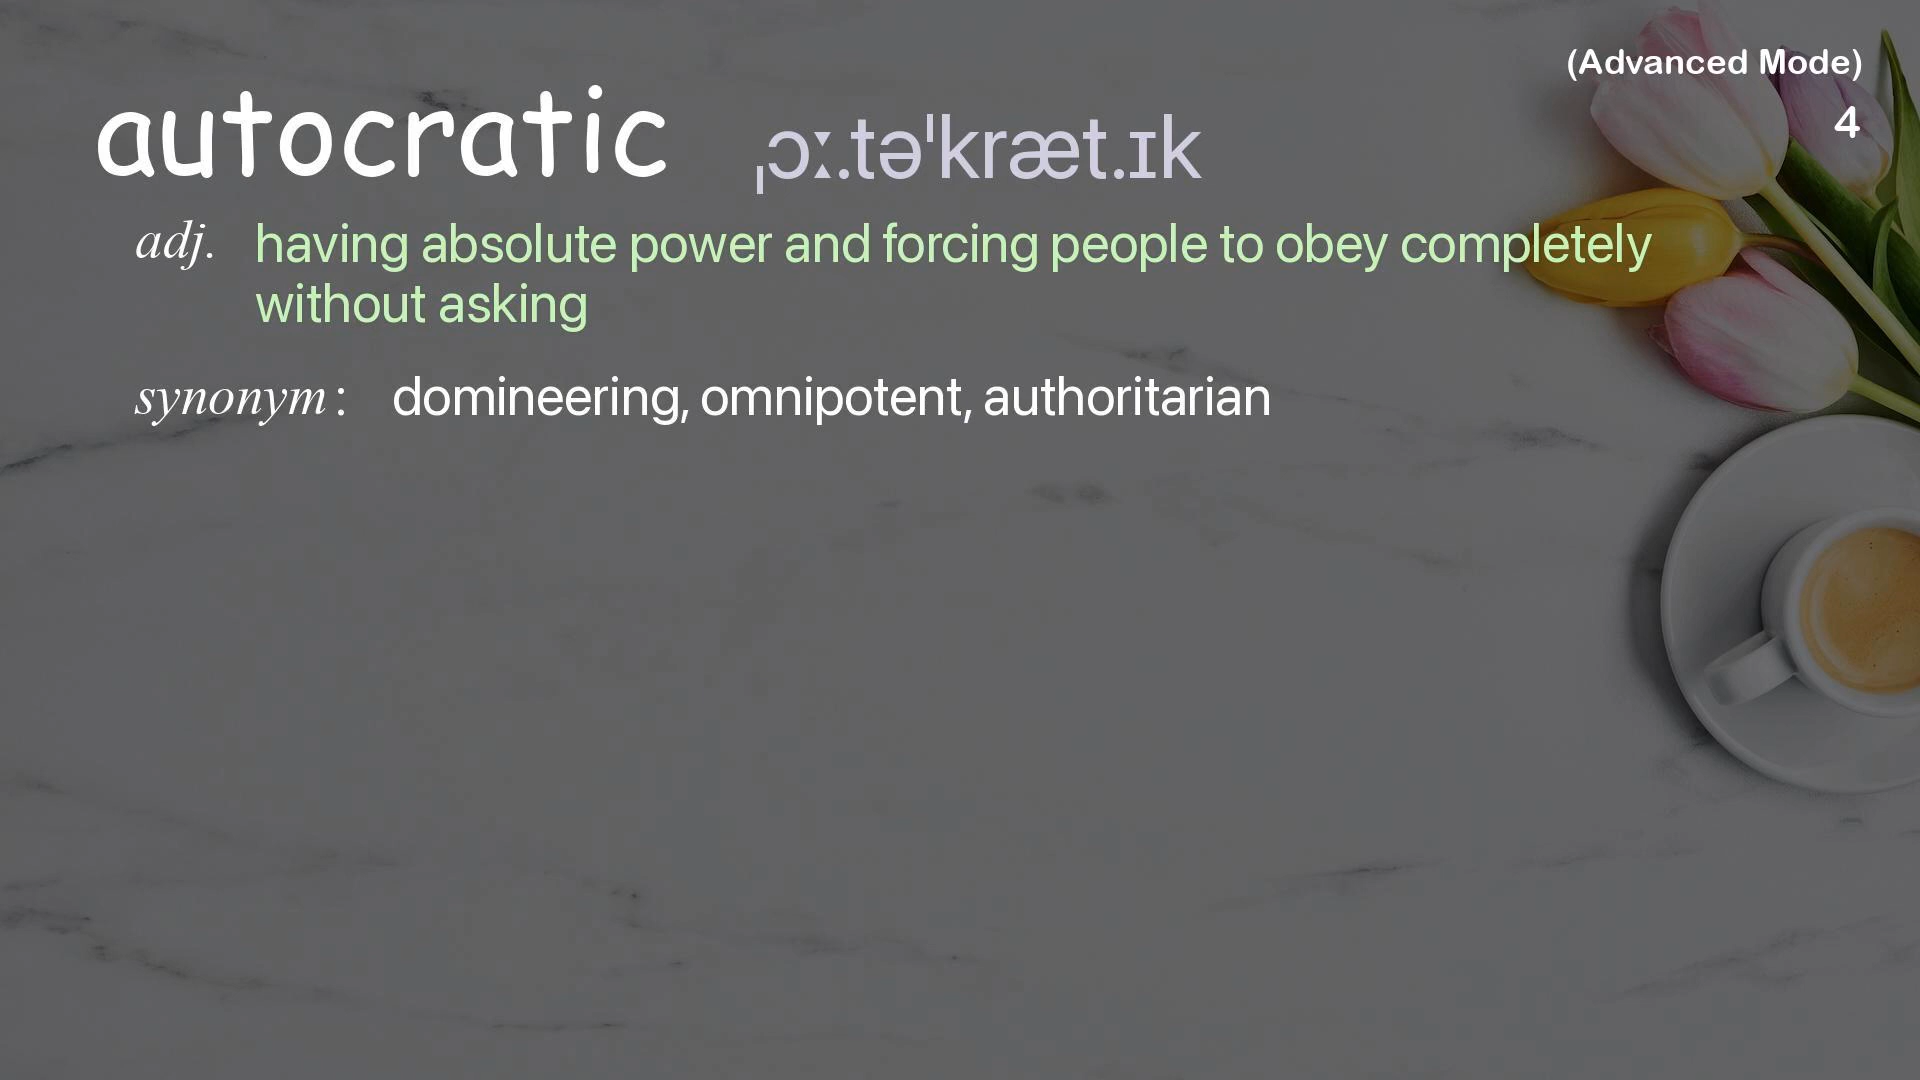 (Advanced Mode)
4
autocratic ˌɔː.təˈkræt.ɪk
adj. having absolute power and forcing people to obey completely
without asking
synonym : domineering, omnipotent, authoritarian